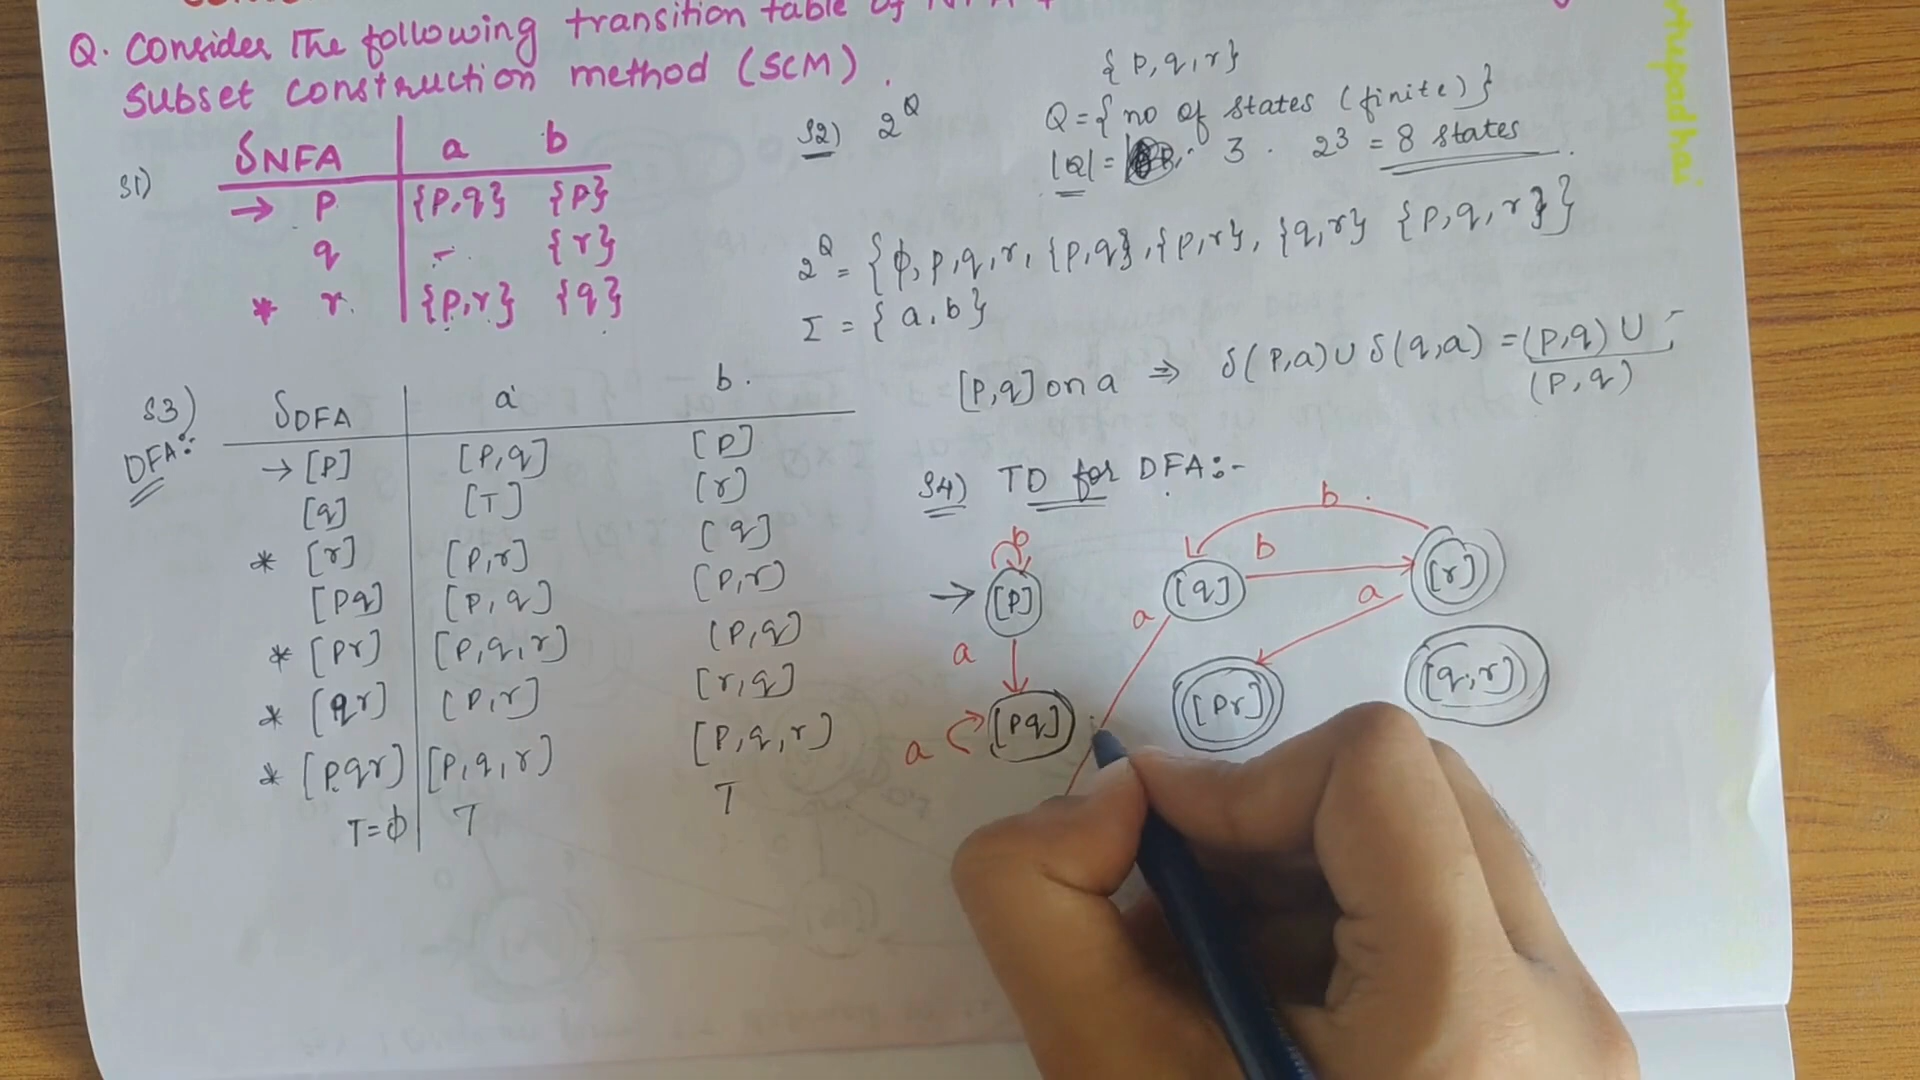 Q. Consider The following transition table of NFA
Subset construction method (SCM).
S1)
δNFA a b
→ p {p,q} {p}
q - {r}
* r {p,r} {q}
S2) 2^Q
{p,q,r}
Q = {no of states (finite)}
|Q| = 3. 2^3 = 8 states
2^Q = {ϕ, p,q,r, {p,q}, {p,r}, {q,r} {p,q,r}}
Σ = {a,b}
[p,q] on a ⇒ δ(p,a) ∪ δ(q,a) = (p,q) ∪ -
(p,q)
S3)
DFA:
δDFA a b.
→ [p] [p,q] [p]
[q] [T] [r]
* [r] [p,r] [q]
[pq] [p,q] [p,r]
* [pr] [p,q,r] [p,q]
* [qr] [p,r] [r,q]
* [pqr] [p,q,r] [p,q,r]
T=ϕ T T
S4) TD for DFA:-
b
b
b
→ [p] [q] [r]
a
a
a
[pq] [pr] [q,r]
a